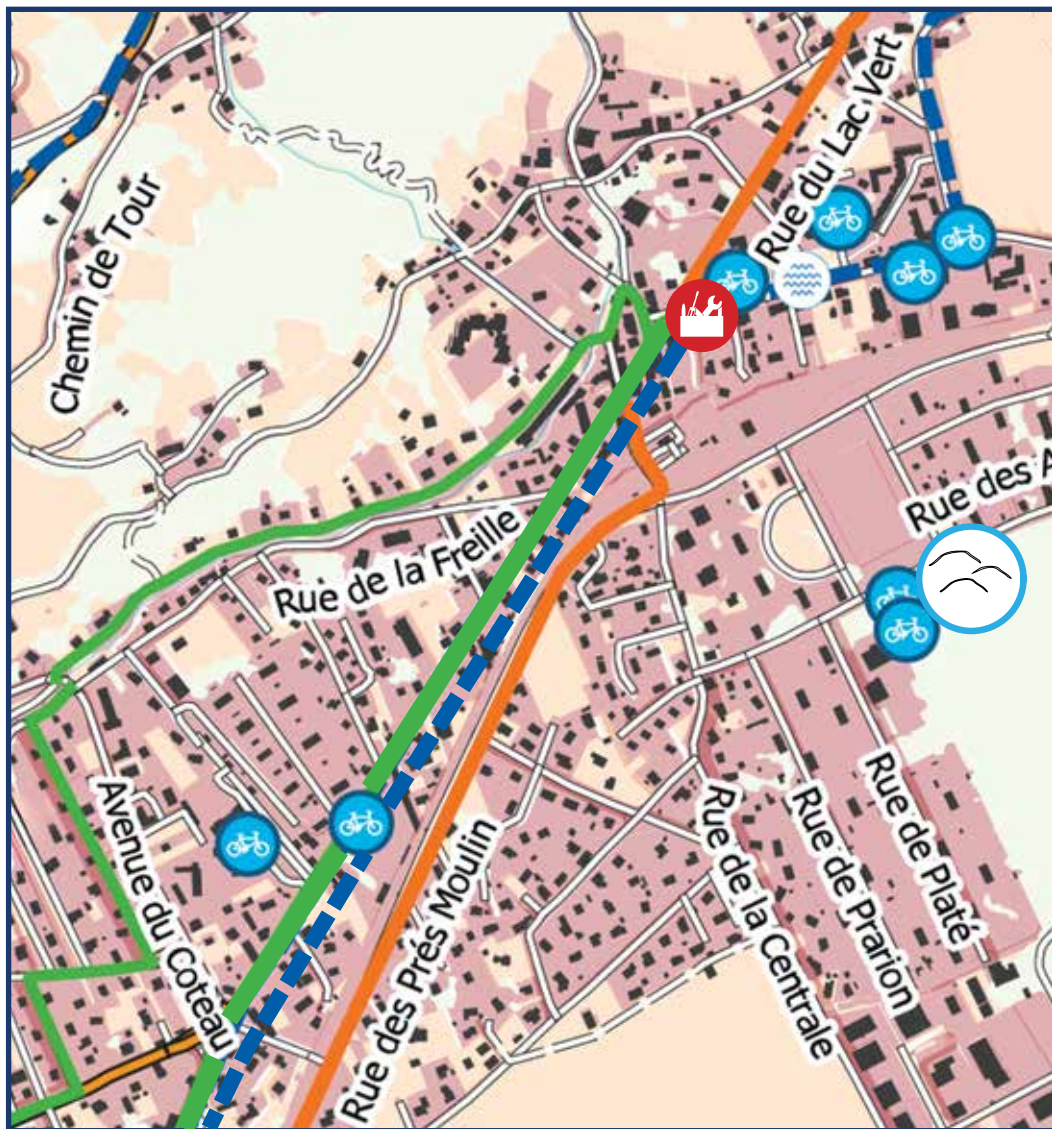 Rue du Lac Vert
Chemin de Tour
Rue des A
Rue de la Freille
Avenue du Coteau
Rue des Prés Moulin
Rue de la Centrale
Rue de Prarion
Rue de Platé